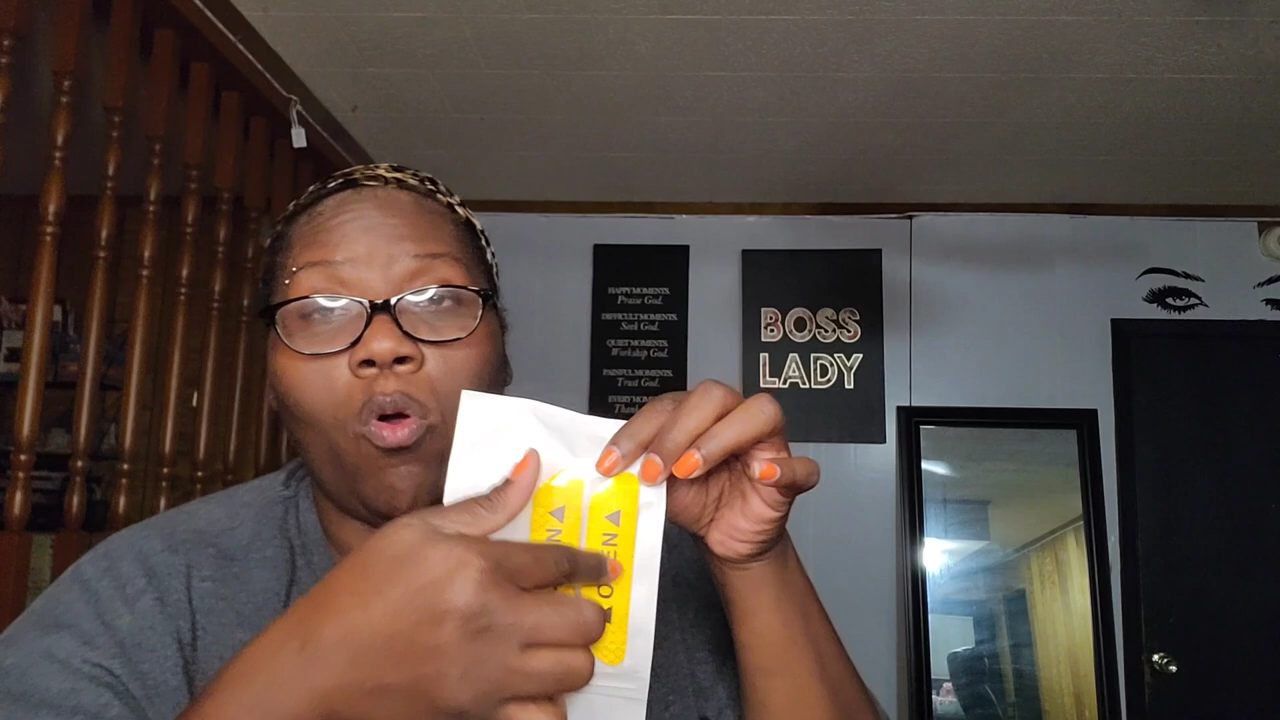 HAPPY MOMENTS,
Praise God.
DIFFICULT MOMENTS,
Seek God.
QUIET MOMENTS,
Worship God.
PAINFUL MOMENTS,
Trust God.
BOSS
LADY
OPEN